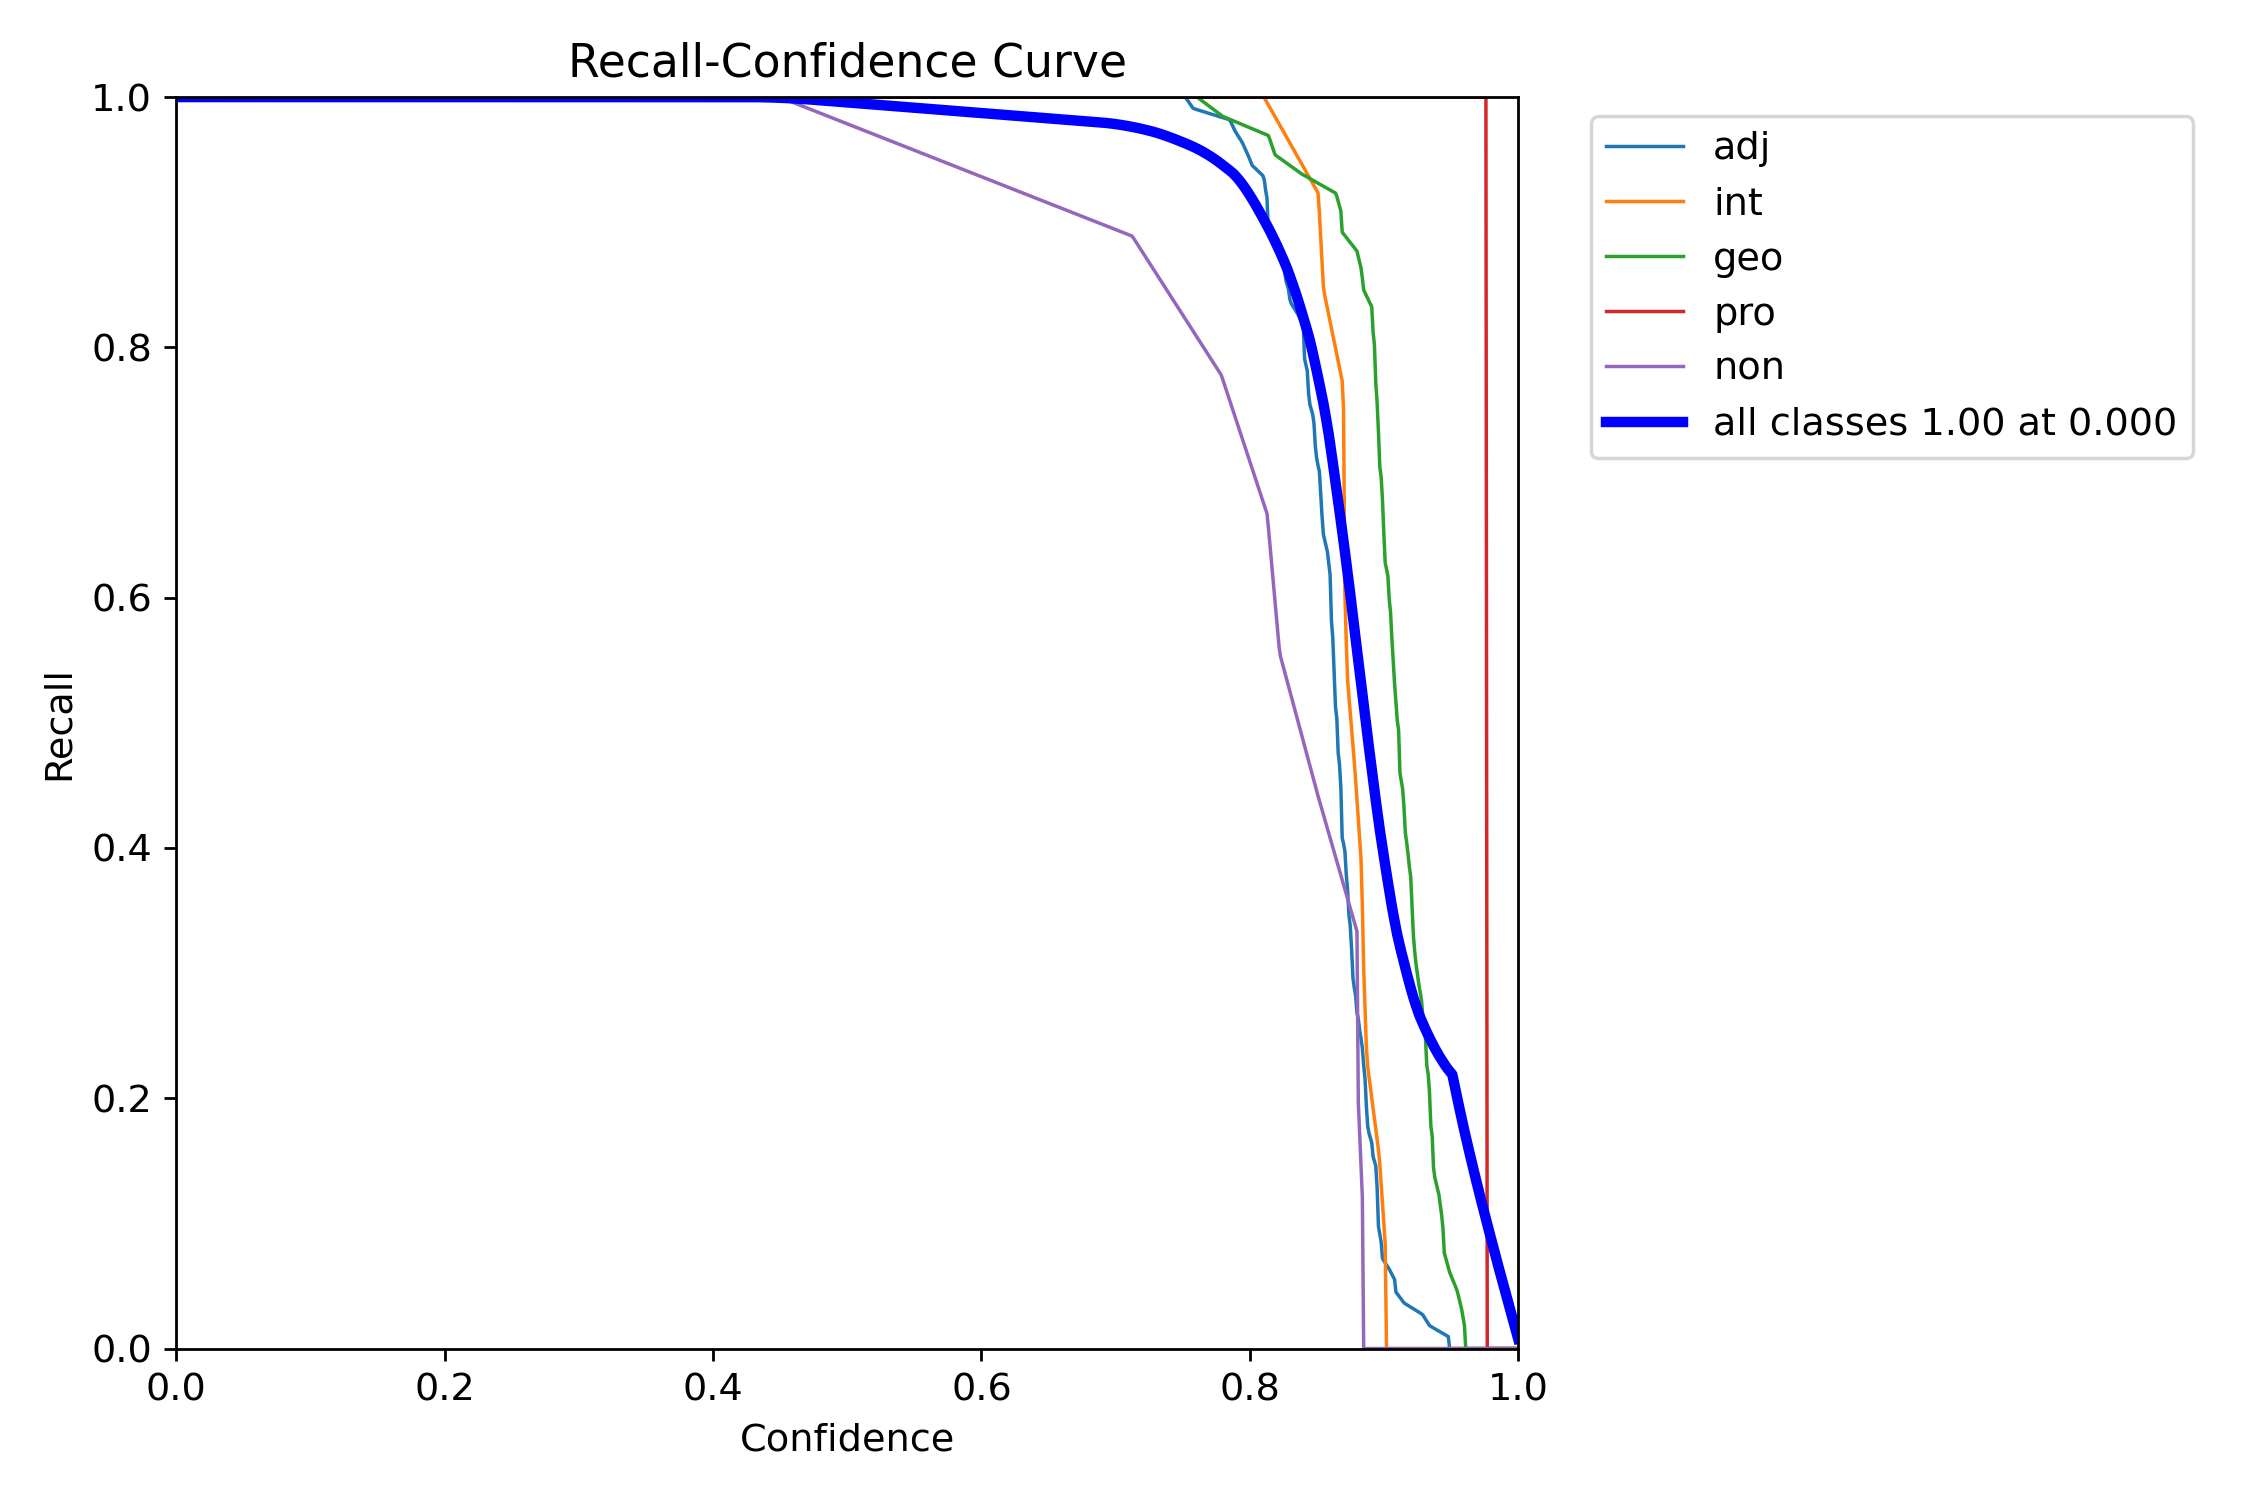 Recall-Confidence Curve
1.0
0.8
0.6
0.4
0.2
0.0
Recall
0.0 0.2 0.4 0.6 0.8 1.0
Confidence
adj
int
geo
pro
non
all classes 1.00 at 0.000